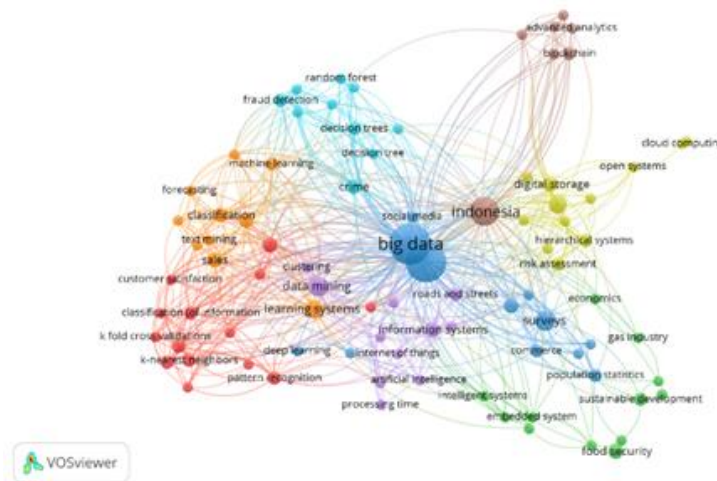 advanced analytics
blockchain
random forest
fraud detection
cloud computin
decision trees
machine learning
decision tree
open systems
forecasting
crime
digital storage
classification
social media
indonesia
text mining
big data
hierarchical systems
sales
clustering
risk assessment
customer satisfaction
data mining
roads and streets
economics
classification (of information
learning systems
surveys
k fold cross validations
information systems
gas industry
k-nearest neighbors
deep learning
internet of things
commerce
pattern recognition
artificial intelligence
population statistics
intelligent systems
sustainable development
processing time
embedded system
food security
VOSviewer